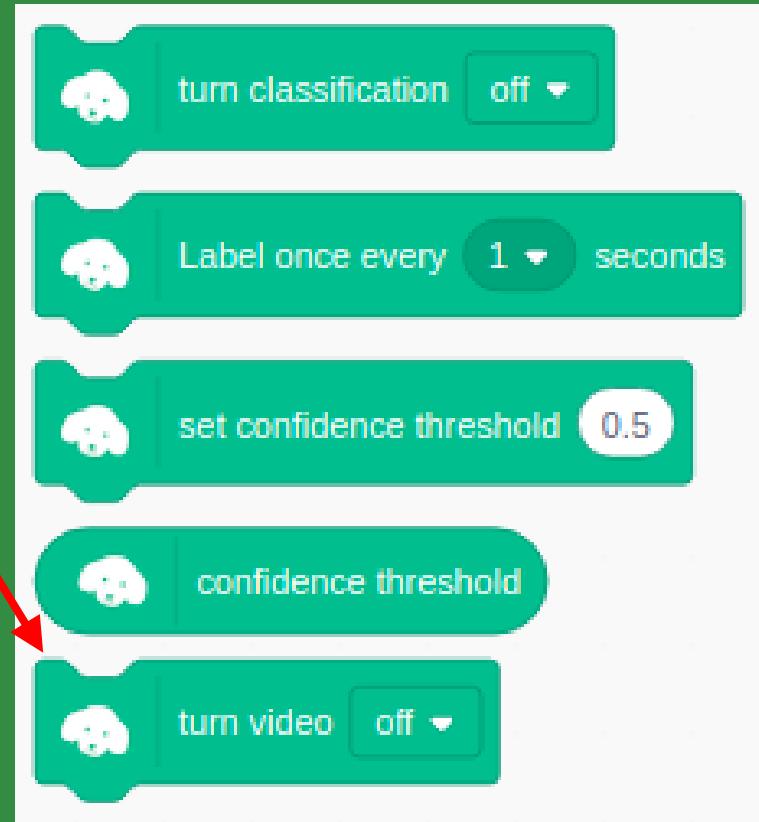 turn classification off
Label once every 1 seconds
set confidence threshold 0.5
confidence threshold
turn video off